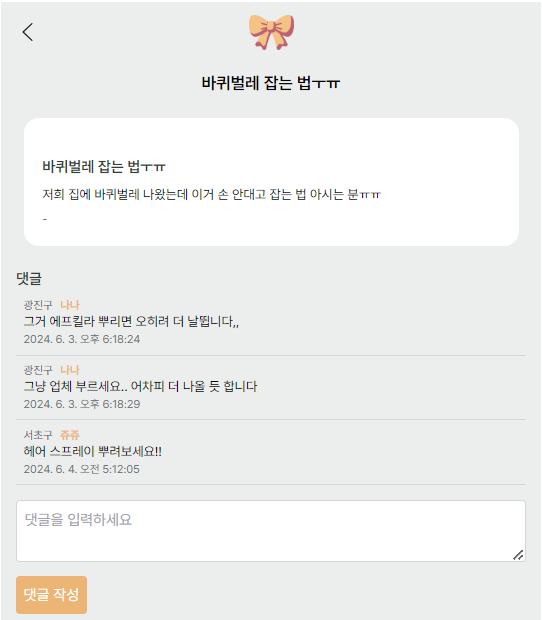 바퀴벌레 잡는 법ㅜㅠ
바퀴벌레 잡는 법ㅜㅠ
저희 집에 바퀴벌레 나왔는데 이거 손 안대고 잡는 법 아시는 분ㅠㅠ
-
댓글
광진구 나나
그거 에프킬라 뿌리면 오히려 더 날뜁니다,,
2024. 6. 3. 오후 6:18:24
광진구 나나
그냥 업체 부르세요.. 어차피 더 나올 듯 합니다
2024. 6. 3. 오후 6:18:29
서초구 쥬쥬
헤어 스프레이 뿌려보세요!!
2024. 6. 4. 오전 5:12:05
댓글을 입력하세요
댓글 작성